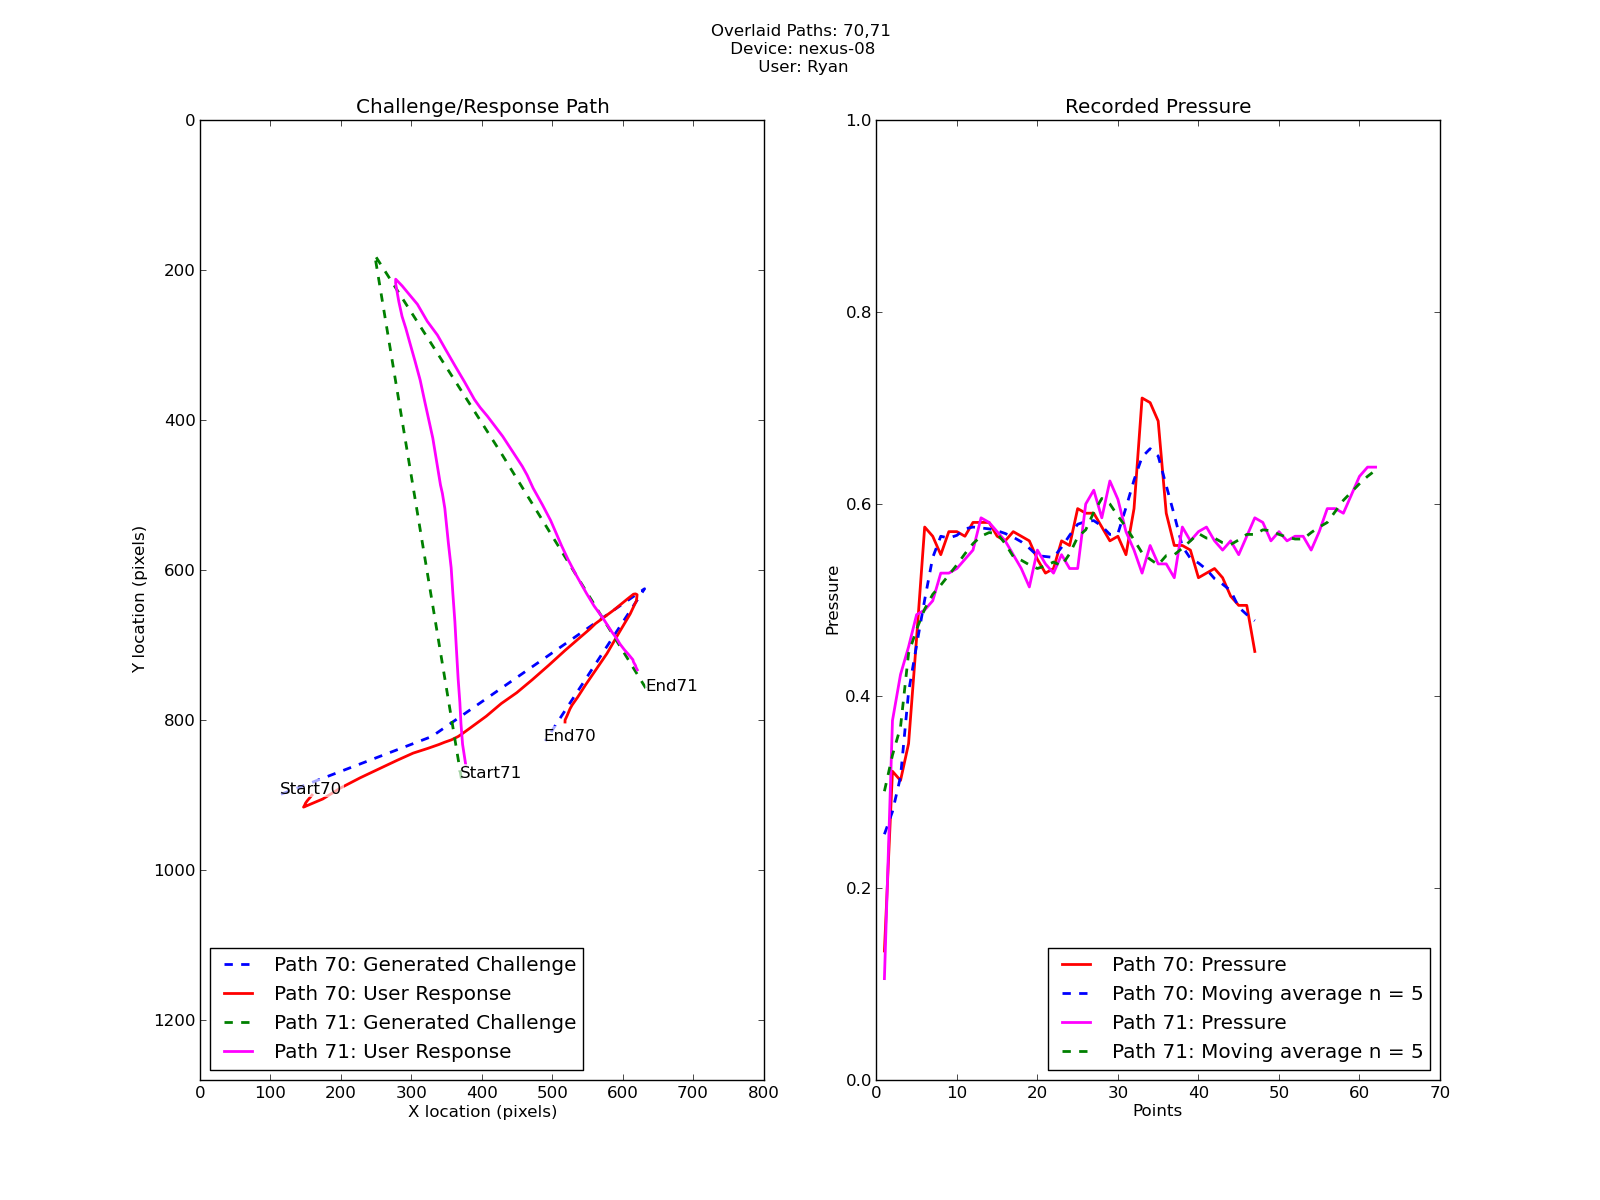 Overlaid Paths: 70,71
Device: nexus-08
User: Ryan
Challenge/Response Path
0
200
400
600
800
1000
1200
Y location (pixels)
Start70
End70
Start71
End71
Path 70: Generated Challenge
Path 70: User Response
Path 71: Generated Challenge
Path 71: User Response
0 100 200 300 400 500 600 700 800
X location (pixels)
Recorded Pressure
1.0
0.8
0.6
0.4
0.2
0.0
Pressure
Path 70: Pressure
Path 70: Moving average n = 5
Path 71: Pressure
Path 71: Moving average n = 5
0 10 20 30 40 50 60 70
Points